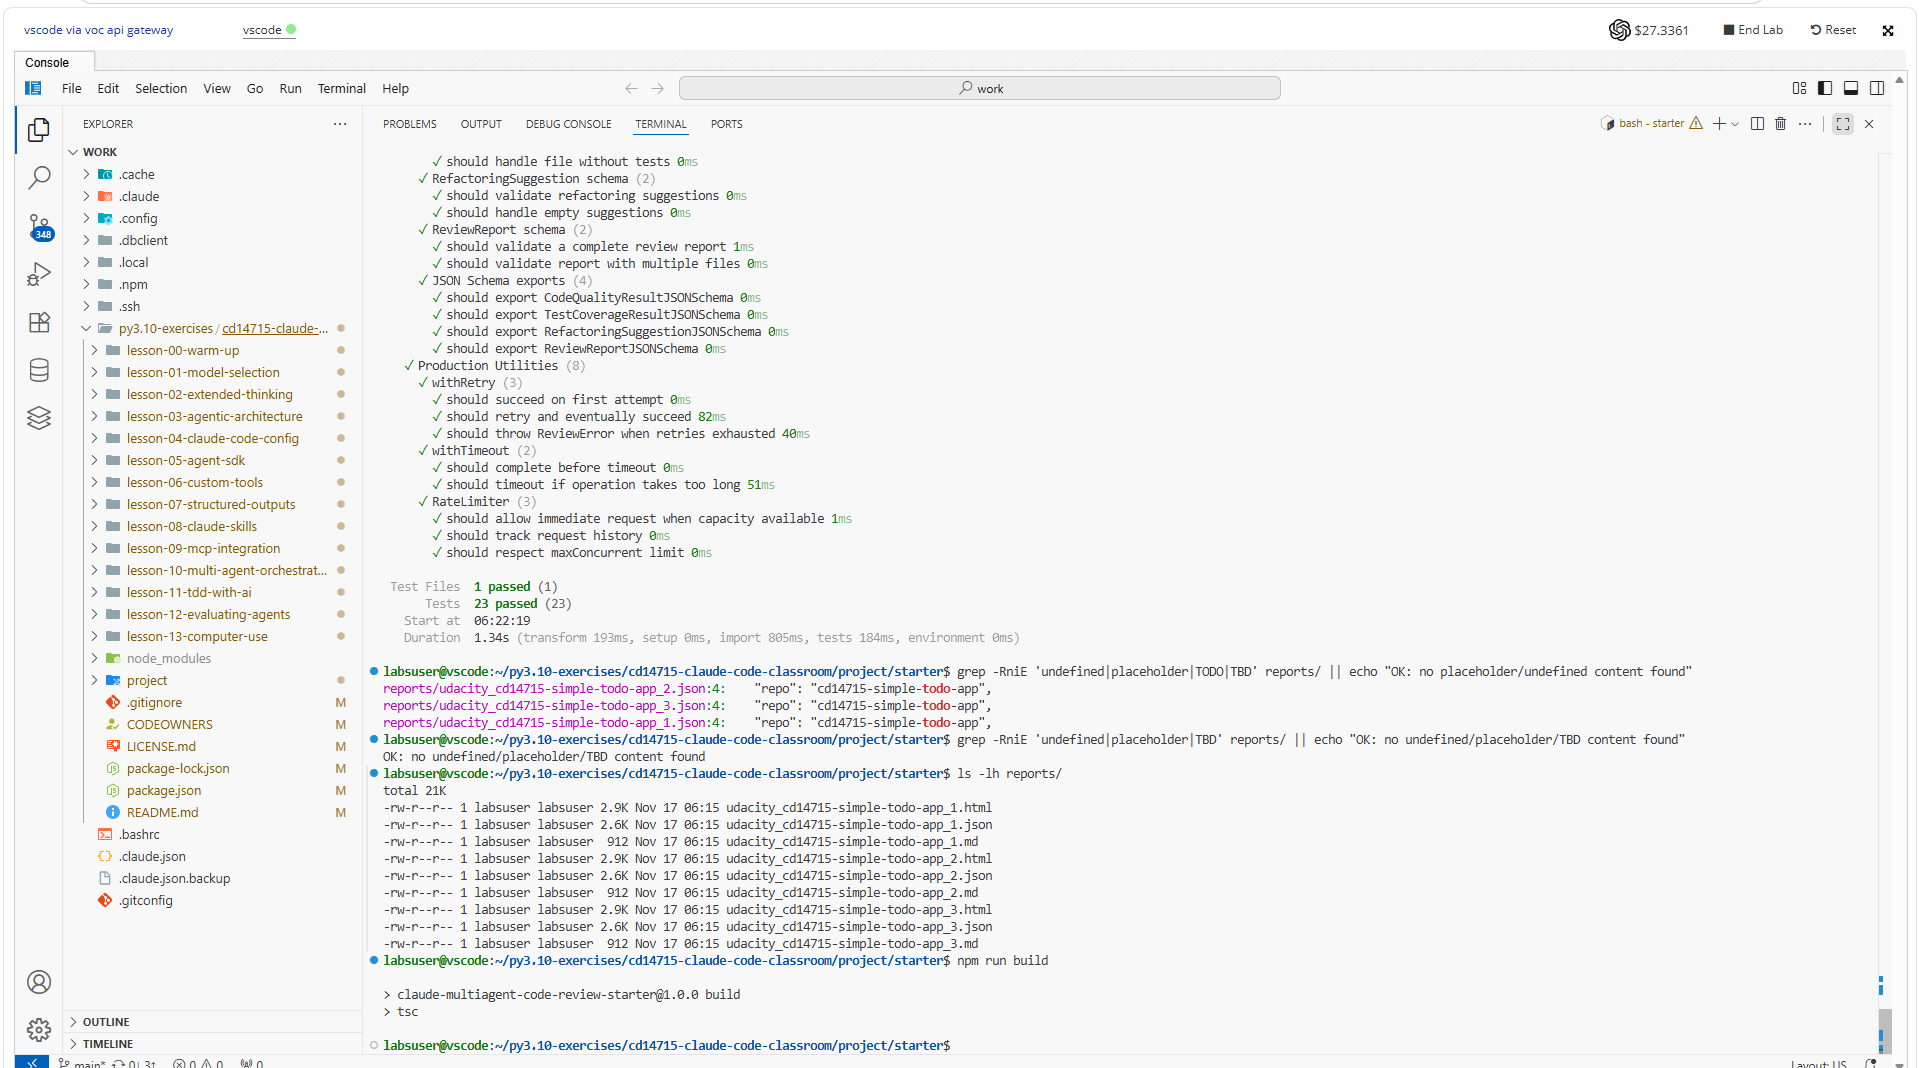 vscode via voc api gateway
vscode
$27.3361
End Lab
Reset
Console
File Edit Selection View Go Run Terminal Help
work
EXPLORER
WORK
.cache
.claude
.config
.dbclient
.local
.npm
.ssh
py3.10-exercises / cd14715-claude-...
lesson-00-warm-up
lesson-01-model-selection
lesson-02-extended-thinking
lesson-03-agentic-architecture
lesson-04-claude-code-config
lesson-05-agent-sdk
lesson-06-custom-tools
lesson-07-structured-outputs
lesson-08-claude-skills
lesson-09-mcp-integration
lesson-10-multi-agent-orchestrat...
lesson-11-tdd-with-ai
lesson-12-evaluating-agents
lesson-13-computer-use
node_modules
project
.gitignore M
CODEOWNERS M
LICENSE.md M
package-lock.json M
package.json M
README.md M
.bashrc
.claude.json
.claude.json.backup
.gitconfig
OUTLINE
TIMELINE
348
PROBLEMS OUTPUT DEBUG CONSOLE TERMINAL PORTS
bash - starter
✓ should handle file without tests 0ms
✓ RefactoringSuggestion schema (2)
✓ should validate refactoring suggestions 0ms
✓ should handle empty suggestions 0ms
✓ ReviewReport schema (2)
✓ should validate a complete review report 1ms
✓ should validate report with multiple files 0ms
✓ JSON Schema exports (4)
✓ should export CodeQualityResultJSONSchema 0ms
✓ should export TestCoverageResultJSONSchema 0ms
✓ should export RefactoringSuggestionJSONSchema 0ms
✓ should export ReviewReportJSONSchema 0ms
✓ Production Utilities (8)
✓ withRetry (3)
✓ should succeed on first attempt 0ms
✓ should retry and eventually succeed 82ms
✓ should throw ReviewError when retries exhausted 40ms
✓ withTimeout (2)
✓ should complete before timeout 0ms
✓ should timeout if operation takes too long 51ms
✓ RateLimiter (3)
✓ should allow immediate request when capacity available 1ms
✓ should track request history 0ms
✓ should respect maxConcurrent limit 0ms
Test Files 1 passed (1)
Tests 23 passed (23)
Start at 06:22:19
Duration 1.34s (transform 193ms, setup 0ms, import 805ms, tests 184ms, environment 0ms)
labsuser@vscode:~/py3.10-exercises/cd14715-claude-code-classroom/project/starter$ grep -RniE 'undefined|placeholder|TODO|TBD' reports/ || echo "OK: no placeholder/undefined content found"
reports/udacity_cd14715-simple-todo-app_2.json:4: "repo": "cd14715-simple-todo-app",
reports/udacity_cd14715-simple-todo-app_3.json:4: "repo": "cd14715-simple-todo-app",
reports/udacity_cd14715-simple-todo-app_1.json:4: "repo": "cd14715-simple-todo-app",
labsuser@vscode:~/py3.10-exercises/cd14715-claude-code-classroom/project/starter$ grep -RniE 'undefined|placeholder|TBD' reports/ || echo "OK: no undefined/placeholder/TBD content found"
OK: no undefined/placeholder/TBD content found
labsuser@vscode:~/py3.10-exercises/cd14715-claude-code-classroom/project/starter$ ls -lh reports/
total 21K
-rw-r--r-- 1 labsuser labsuser 2.9K Nov 17 06:15 udacity_cd14715-simple-todo-app_1.html
-rw-r--r-- 1 labsuser labsuser 2.6K Nov 17 06:15 udacity_cd14715-simple-todo-app_1.json
-rw-r--r-- 1 labsuser labsuser 912 Nov 17 06:15 udacity_cd14715-simple-todo-app_1.md
-rw-r--r-- 1 labsuser labsuser 2.9K Nov 17 06:15 udacity_cd14715-simple-todo-app_2.html
-rw-r--r-- 1 labsuser labsuser 2.6K Nov 17 06:15 udacity_cd14715-simple-todo-app_2.json
-rw-r--r-- 1 labsuser labsuser 912 Nov 17 06:15 udacity_cd14715-simple-todo-app_2.md
-rw-r--r-- 1 labsuser labsuser 2.9K Nov 17 06:15 udacity_cd14715-simple-todo-app_3.html
-rw-r--r-- 1 labsuser labsuser 2.6K Nov 17 06:15 udacity_cd14715-simple-todo-app_3.json
-rw-r--r-- 1 labsuser labsuser 912 Nov 17 06:15 udacity_cd14715-simple-todo-app_3.md
labsuser@vscode:~/py3.10-exercises/cd14715-claude-code-classroom/project/starter$ npm run build
> claude-multiagent-code-review-starter@1.0.0 build
> tsc
labsuser@vscode:~/py3.10-exercises/cd14715-claude-code-classroom/project/starter$
main* 0↓ 3↑ 0 0 0
Layout: US